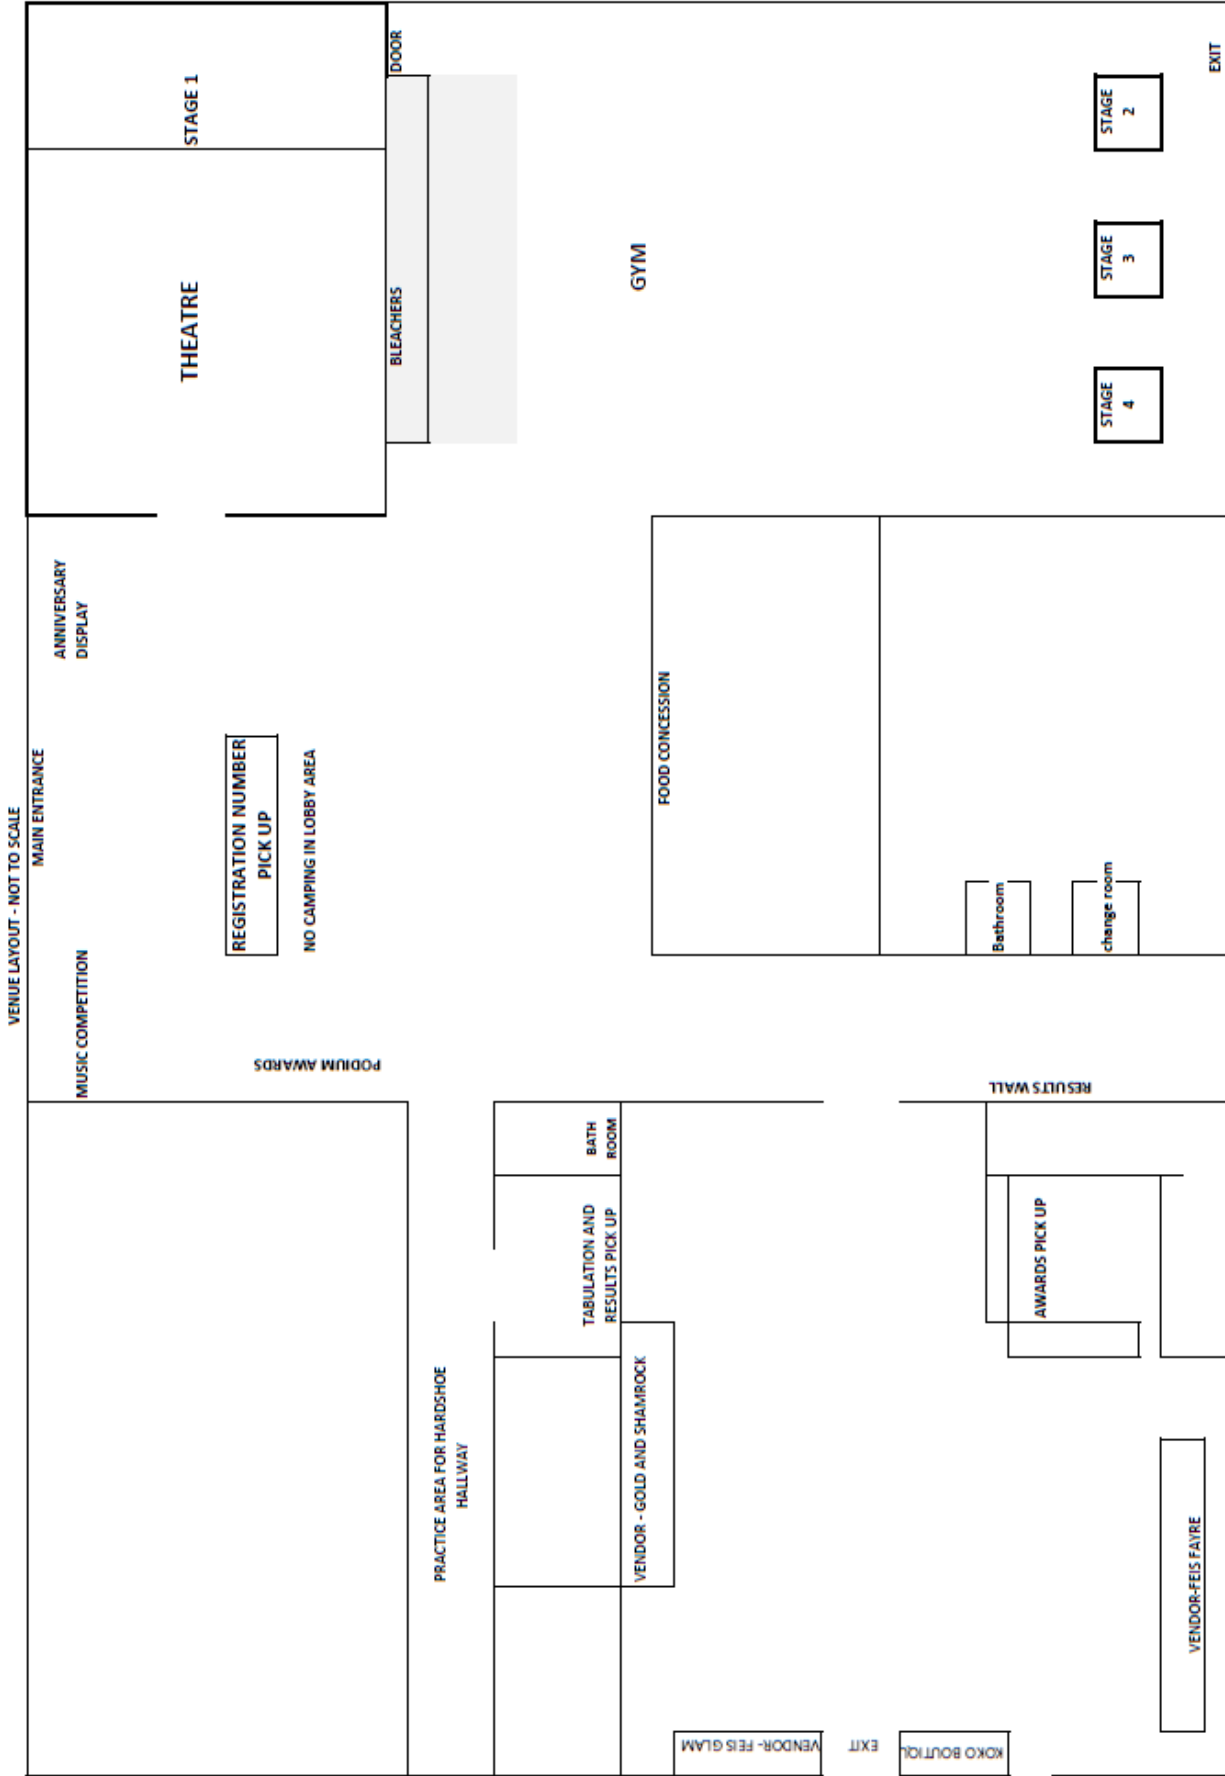 VENUE LAYOUT - NOT TO SCALE
MUSIC COMPETITION
MAIN ENTRANCE
ANNIVERSARY
DISPLAY
STAGE 1
THEATRE
REGISTRATION NUMBER
PICK UP
NO CAMPING IN LOBBY AREA
PODIUM AWARDS
DOOR
BLEACHERS
PRACTICE AREA FOR HARDSHOE
HALLWAY
BATH
ROOM
TABULATION AND
RESULTS PICK UP
VENDOR - GOLD AND SHAMROCK
FOOD CONCESSION
GYM
VENDOR- FEIS GLAM
EXIT
KOKO BOUTIQU
RESULTS WALL
Bathroom
change room
AWARDS PICK UP
STAGE
4
STAGE
3
STAGE
2
VENDOR-FEIS FAYRE
EXIT